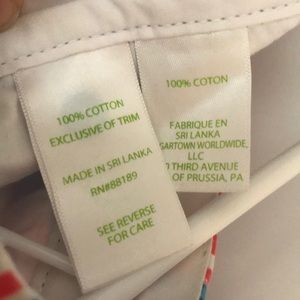 100% COTTON
EXCLUSIVE OF TRIM
MADE IN SRI LANKA
RN#88189
SEE REVERSE
FOR CARE
100% COTON
FABRIQUE EN
SRI LANKA
GARTOWN WORLDWIDE,
LLC
THIRD AVENUE
OF PRUSSIA, PA